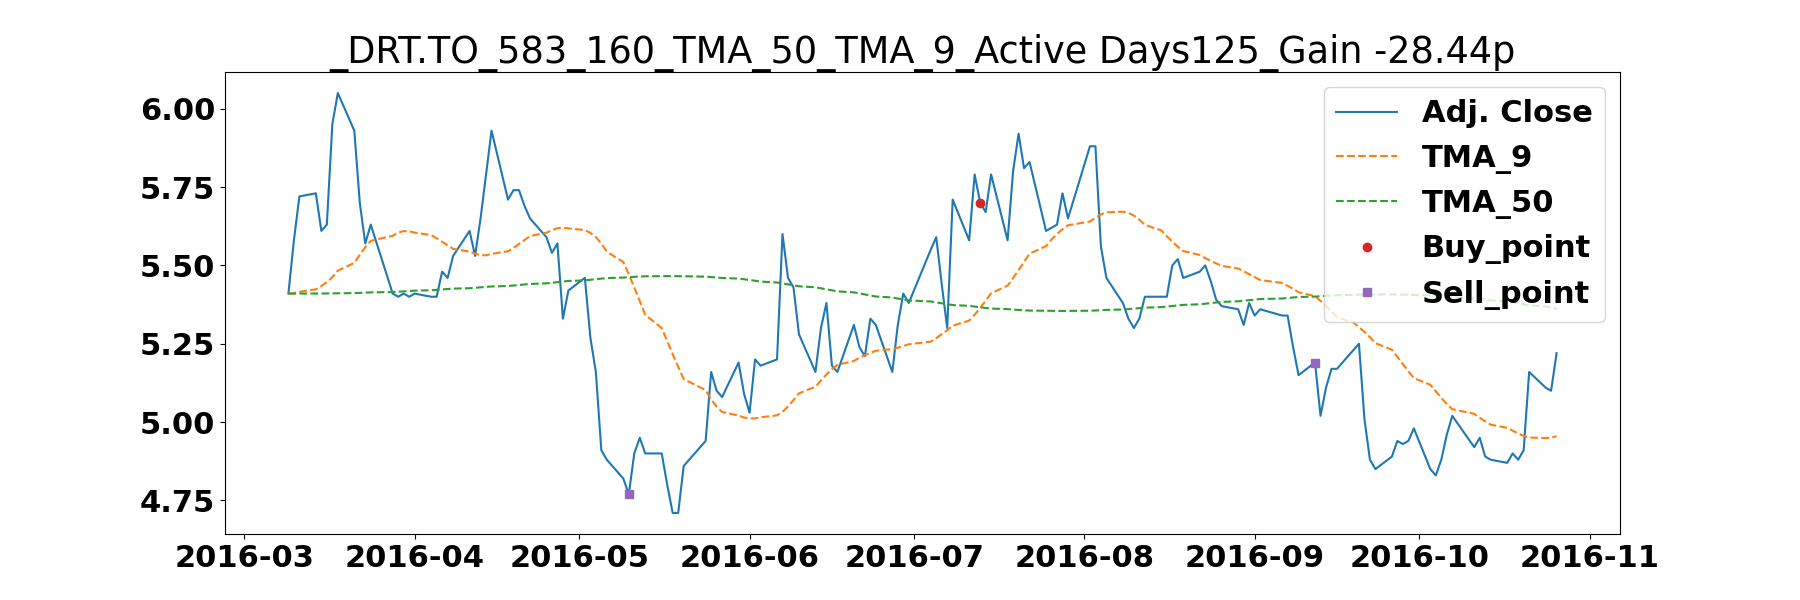 _DRT.TO_583_160_TMA_50_TMA_9_Active Days125_Gain -28.44p
6.00
5.75
5.50
5.25
5.00
4.75
Adj. Close
TMA_9
TMA_50
Buy_point
Sell_point
2016-03 2016-04 2016-05 2016-06 2016-07 2016-08 2016-09 2016-10 2016-11